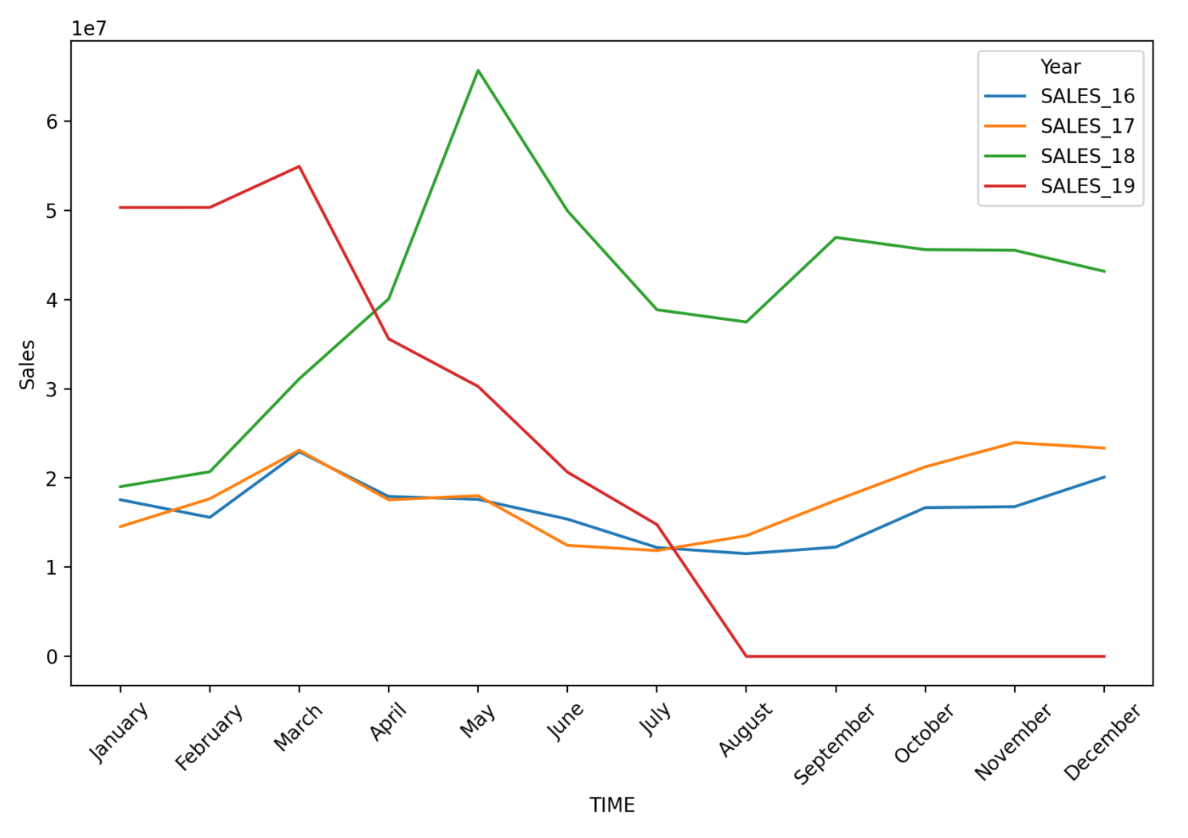 1e7
Year
SALES_16
SALES_17
SALES_18
SALES_19
6
5
4
3
2
1
0
Sales
January
February
March
April
May
June
July
August
September
October
November
December
TIME